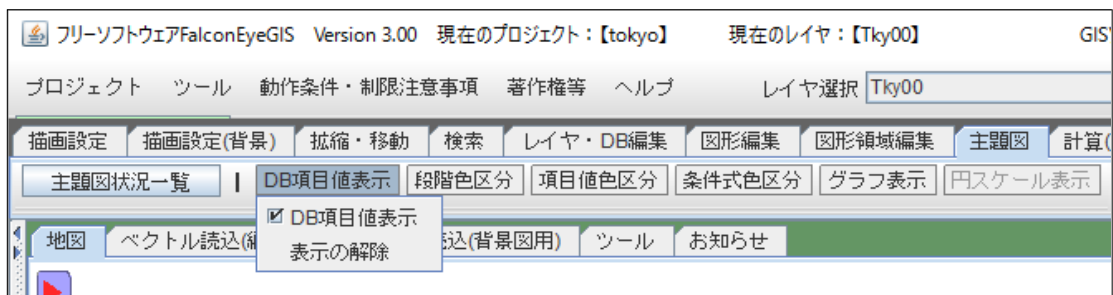 フリーソフトウェアFalconEyeGIS Version 3.00 現在のプロジェクト：【tokyo】 現在のレイヤ：【Tky00】 GIS
プロジェクト ツール 動作条件・制限注意事項 著作権等 ヘルプ レイヤ選択 Tky00
描画設定 描画設定(背景) 拡縮・移動 検索 レイヤ・DB編集 図形編集 図形領域編集 主題図 計算(
主題図状況一覧 | DB項目値表示 段階色区分 項目値色区分 条件式色区分 グラフ表示 円スケール表示
DB項目値表示
表示の解除
地図 ベクトル読込( 込(背景図用) ツール お知らせ